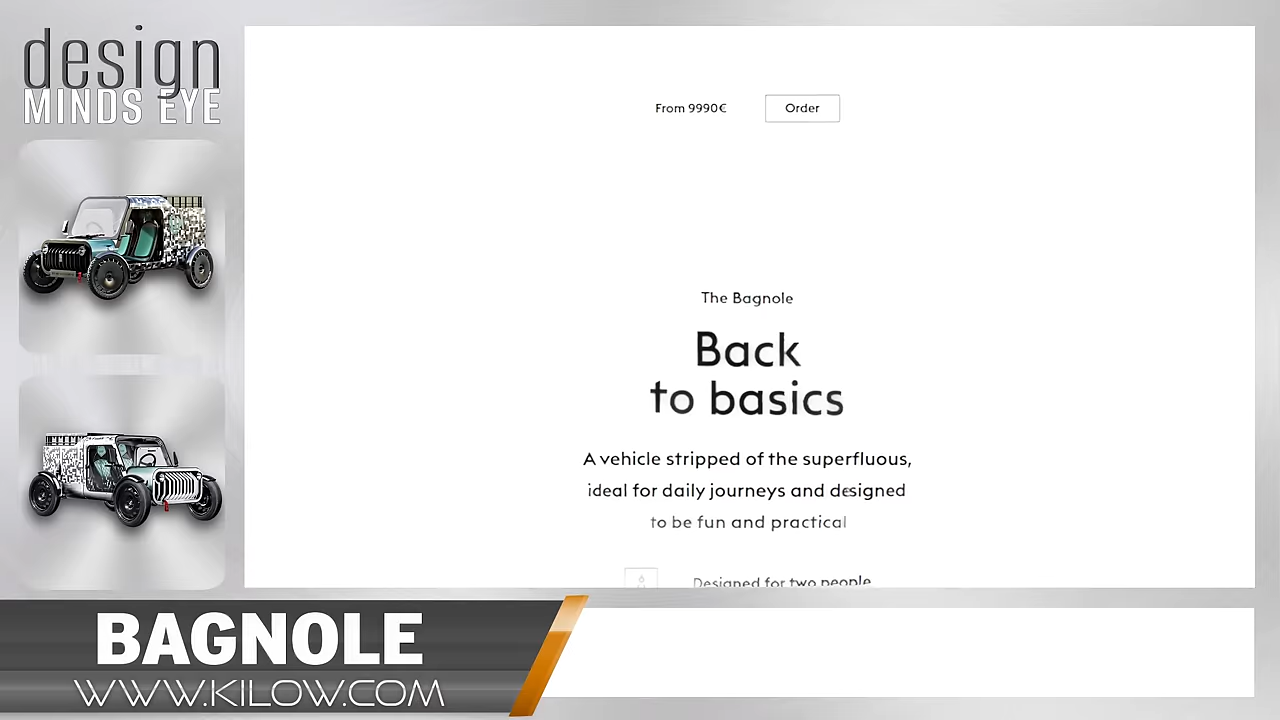 design
MINDS EYE
From 9990€
Order
The Bagnole
Back
to basics
A vehicle stripped of the superfluous,
ideal for daily journeys and designed
to be fun and practical
Designed for two people
BAGNOLE
WWW.KILOW.COM